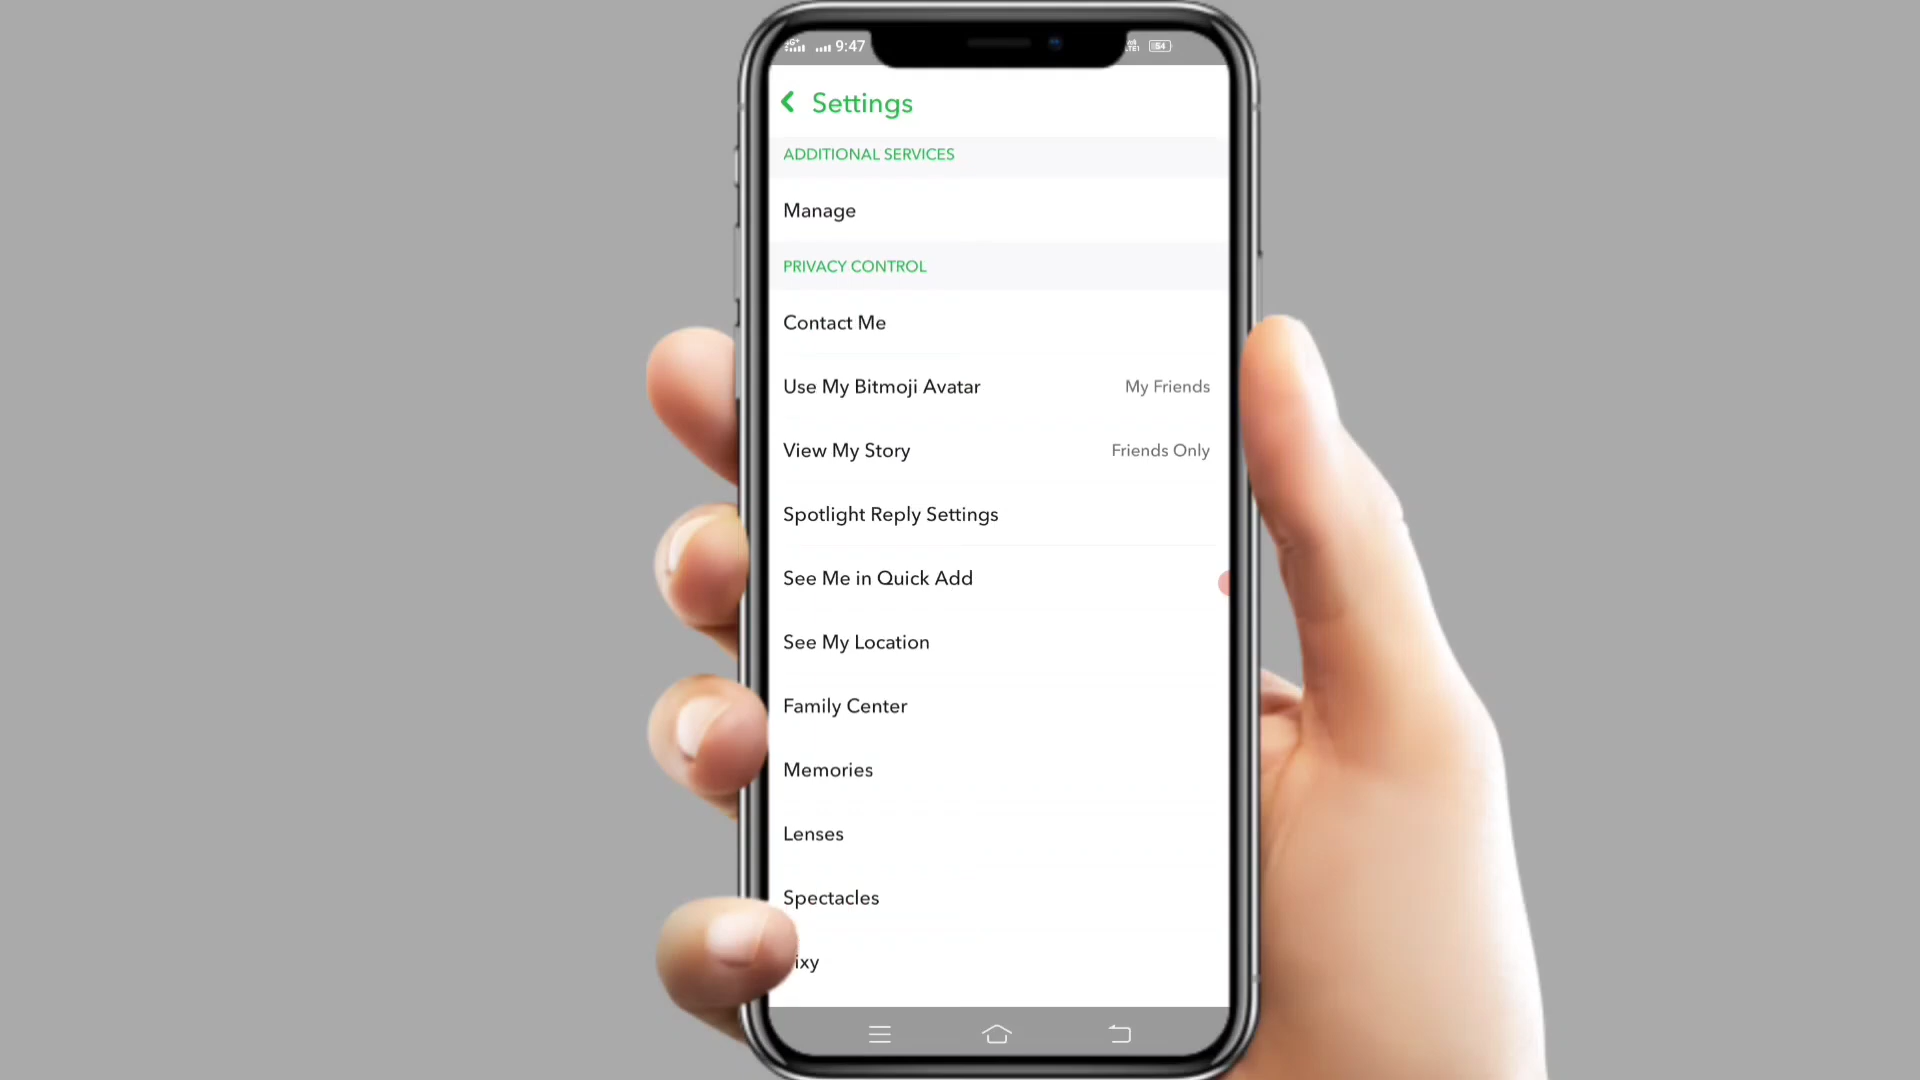 9:47
54
Settings
ADDITIONAL SERVICES
Manage
PRIVACY CONTROL
Contact Me
Use My Bitmoji Avatar My Friends
View My Story Friends Only
Spotlight Reply Settings
See Me in Quick Add
See My Location
Family Center
Memories
Lenses
Spectacles
ixy